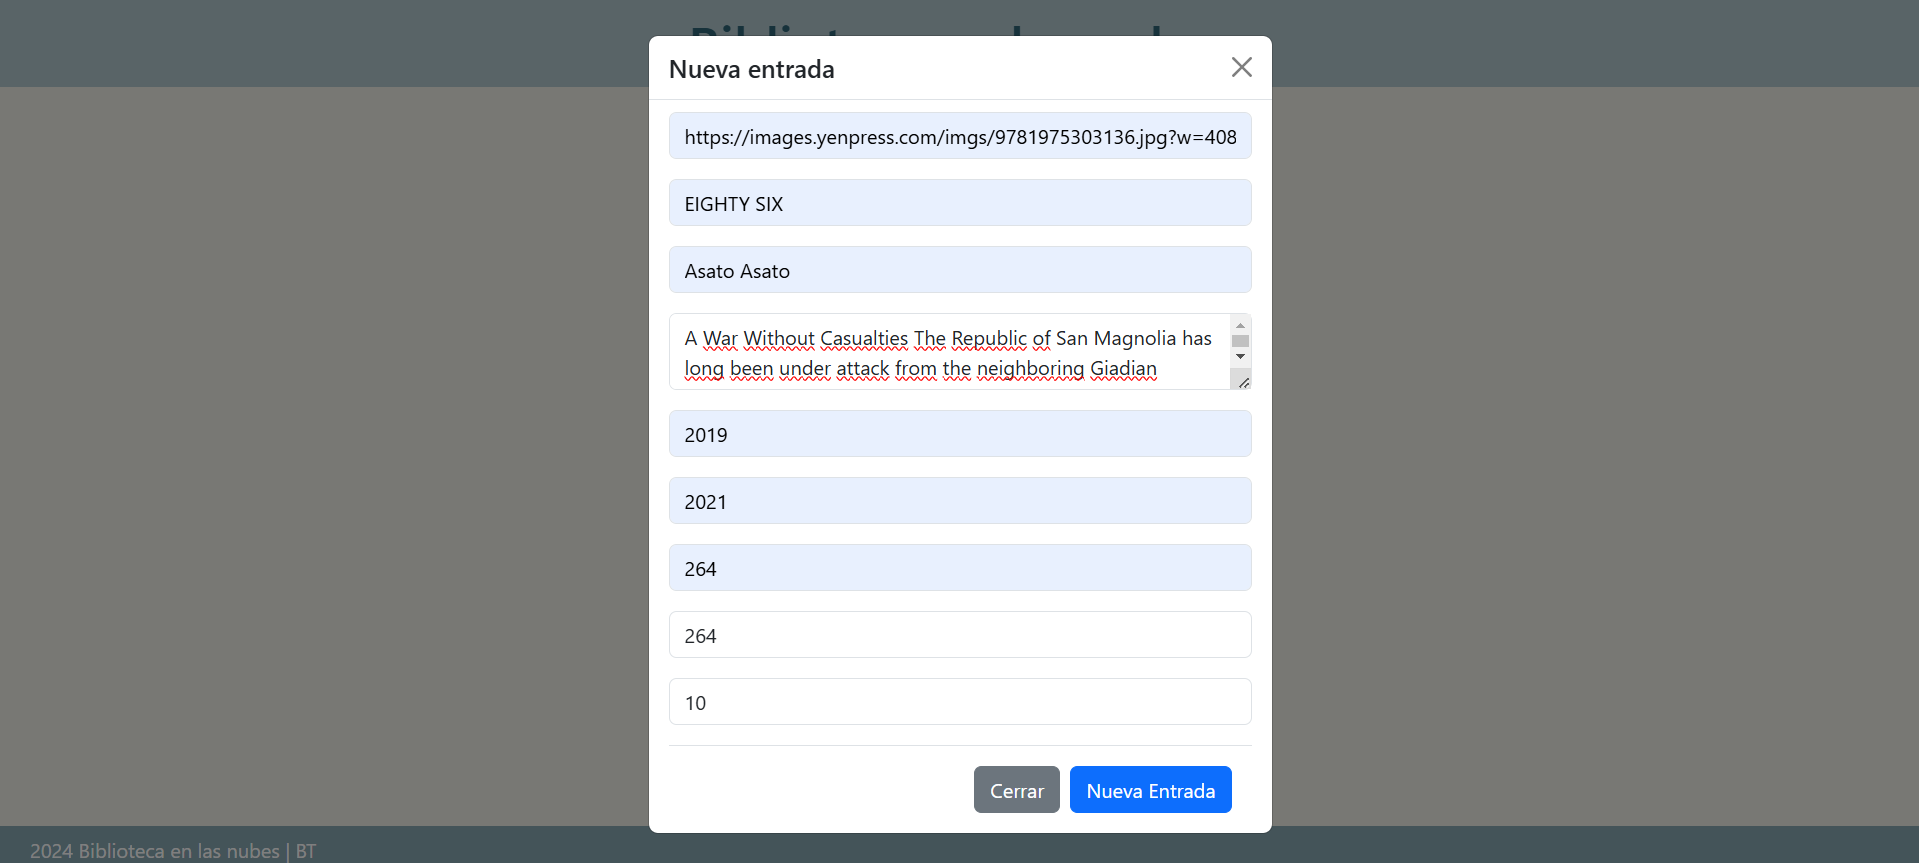 Nueva entrada
https://images.yenpress.com/imgs/9781975303136.jpg?w=408
EIGHTY SIX
Asato Asato
A War Without Casualties The Republic of San Magnolia has
long been under attack from the neighboring Giadian
2019
2021
264
264
10
Cerrar
Nueva Entrada
2024 Biblioteca en las nubes | BT